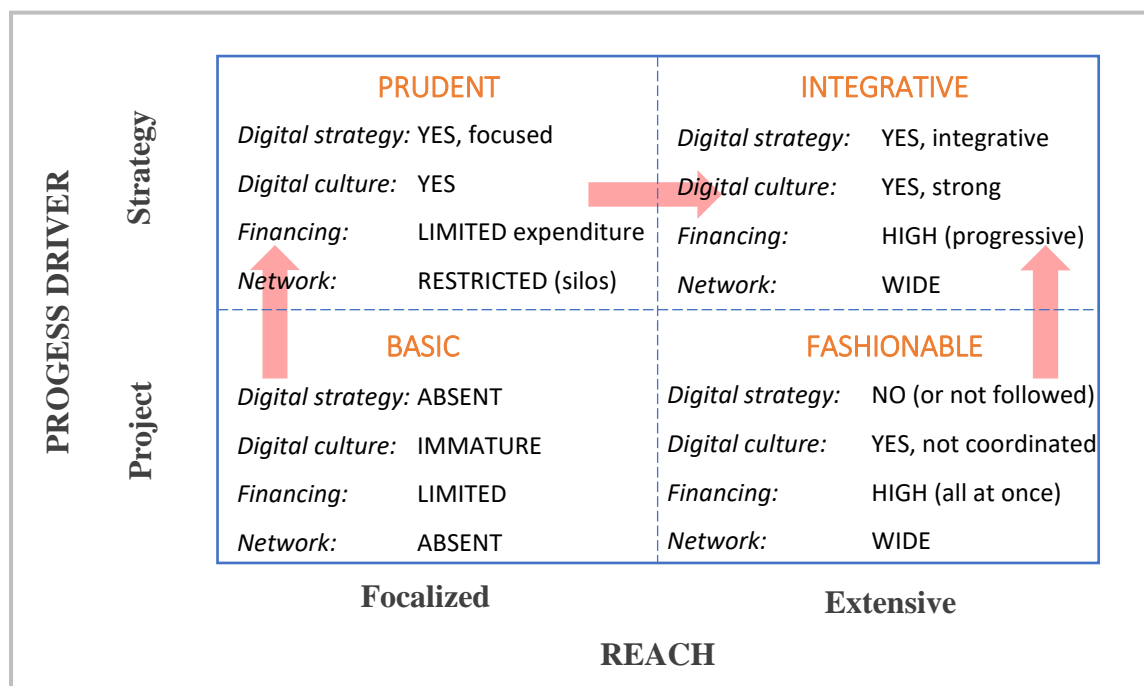 PROGESS DRIVER
Strategy
PRUDENT
Digital strategy: YES, focused
Digital culture: YES
Financing: LIMITED expenditure
Network: RESTRICTED (silos)
INTEGRATIVE
Digital strategy: YES, integrative
Digital culture: YES, strong
Financing: HIGH (progressive)
Network: WIDE
Project
BASIC
Digital strategy: ABSENT
Digital culture: IMMATURE
Financing: LIMITED
Network: ABSENT
FASHIONABLE
Digital strategy: NO (or not followed)
Digital culture: YES, not coordinated
Financing: HIGH (all at once)
Network: WIDE
Focalized
Extensive
REACH